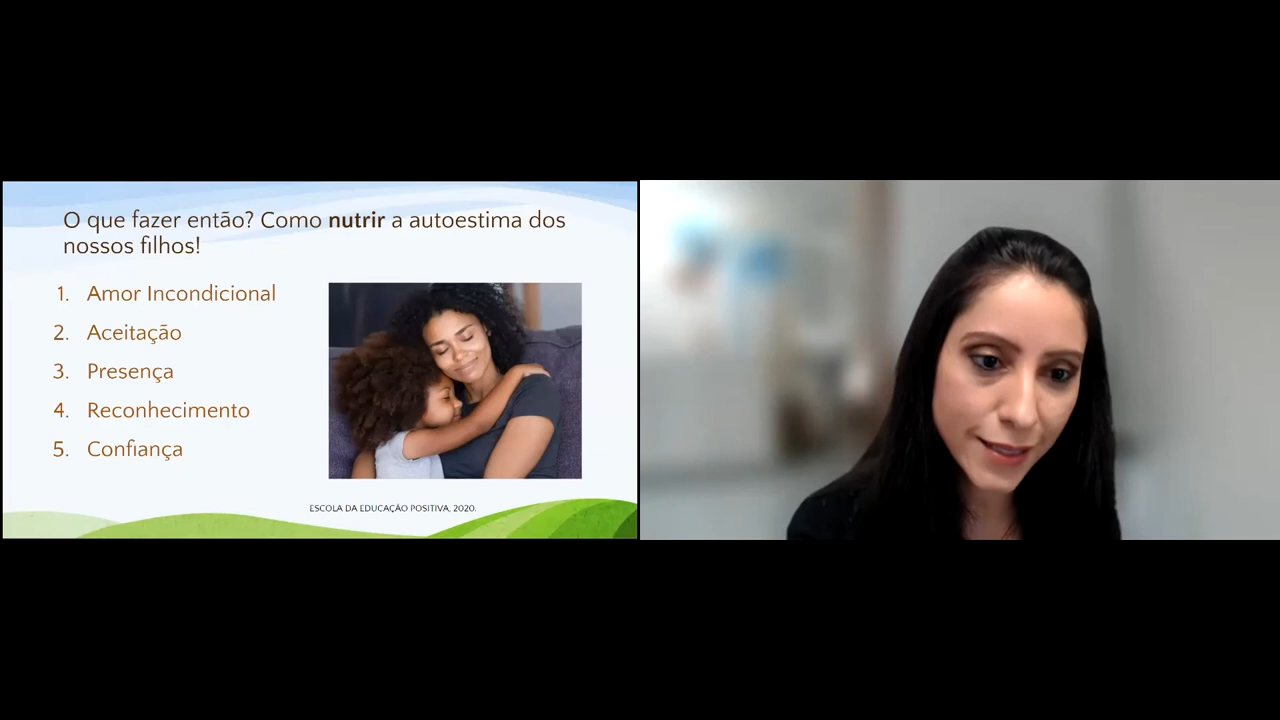 O que fazer então? Como nutrir a autoestima dos
nossos filhos!
1. Amor Incondicional
2. Aceitação
3. Presença
4. Reconhecimento
5. Confiança
ESCOLA DA EDUCAÇÃO POSITIVA, 2020.